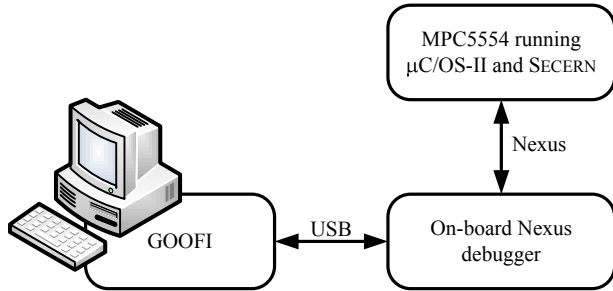 MPC5554 running
µC/OS-II and SECERN
Nexus
GOOFI
USB
On-board Nexus
debugger